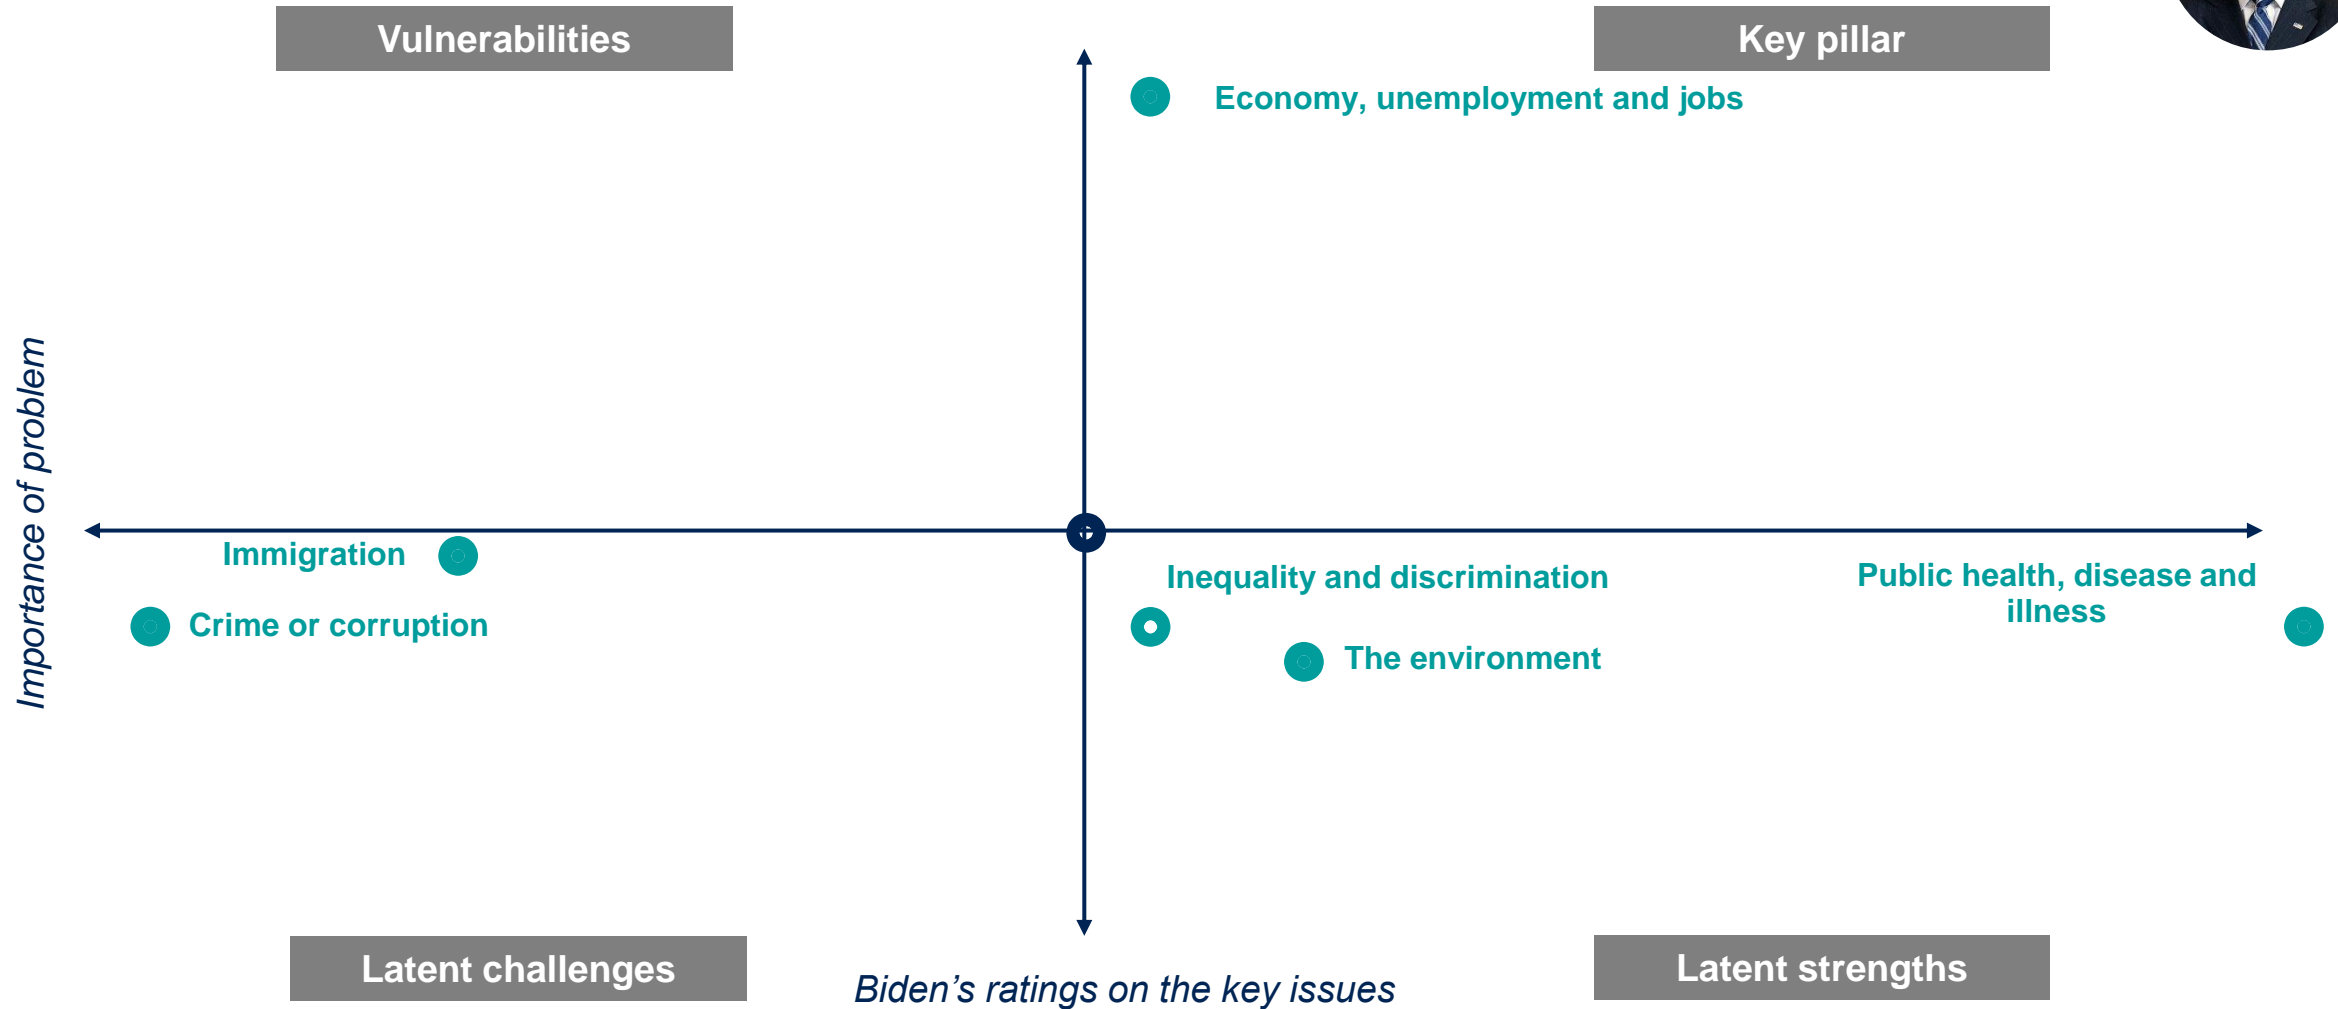 Vulnerabilities
Key pillar
Economy, unemployment and jobs
Importance of problem
Immigration
Inequality and discrimination
Public health, disease and
illness
Crime or corruption
The environment
Latent challenges
Latent strengths
Biden’s ratings on the key issues